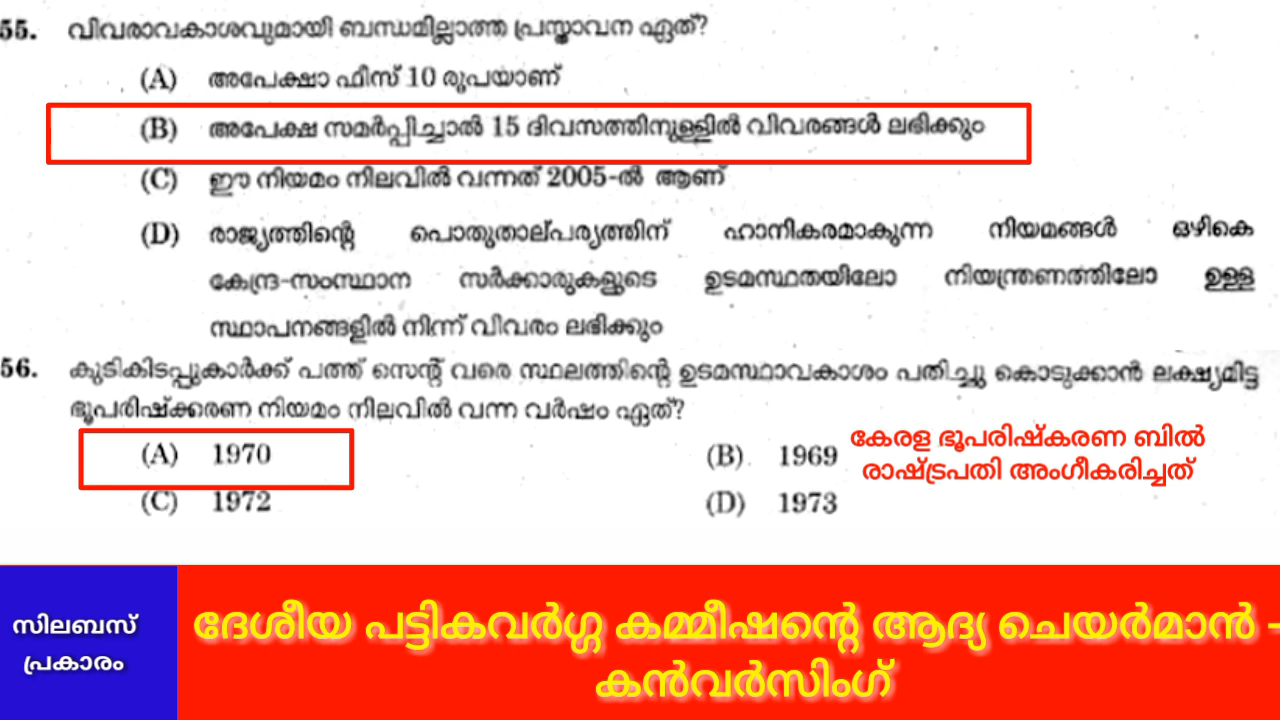 55. വിവരാവകാശവുമായി ബന്ധമില്ലാത്ത പ്രസ്താവന ഏത്?
(A) അപേക്ഷാ ഫീസ് 10 രൂപയാണ്
(B) അപേക്ഷ സമർപ്പിച്ചാൽ 15 ദിവസത്തിനുള്ളിൽ വിവരങ്ങൾ ലഭിക്കും
(C) ഈ നിയമം നിലവിൽ വന്നത് 2005-ൽ ആണ്
(D) രാജ്യത്തിന്റെ പൊതുതാല്പര്യത്തിന് ഹാനികരമാകുന്ന നിയമങ്ങൾ ഒഴികെ
കേന്ദ്ര-സംസ്ഥാന സർക്കാരുകളുടെ ഉടമസ്ഥതയിലോ നിയന്ത്രണത്തിലോ ഉള്ള
സ്ഥാപനങ്ങളിൽ നിന്ന് വിവരം ലഭിക്കും
56. കുടികിടപ്പുകാർക്ക് പത്ത് സെന്റ് വരെ സ്ഥലത്തിന്റെ ഉടമസ്ഥാവകാശം പതിച്ചു കൊടുക്കാൻ ലക്ഷ്യമിട്ട
ഭൂപരിഷ്ക്കരണ നിയമം നിലവിൽ വന്ന വർഷം ഏത്?
(A) 1970
(B) 1969
കേരള ഭൂപരിഷ്കരണ ബിൽ
രാഷ്ട്രപതി അംഗീകരിച്ചത്
(C) 1972
(D) 1973
സിലബസ്
പ്രകാരം
ദേശീയ പട്ടികവർഗ്ഗ കമ്മീഷന്റെ ആദ്യ ചെയർമാൻ -
കൻവർസിംഗ്